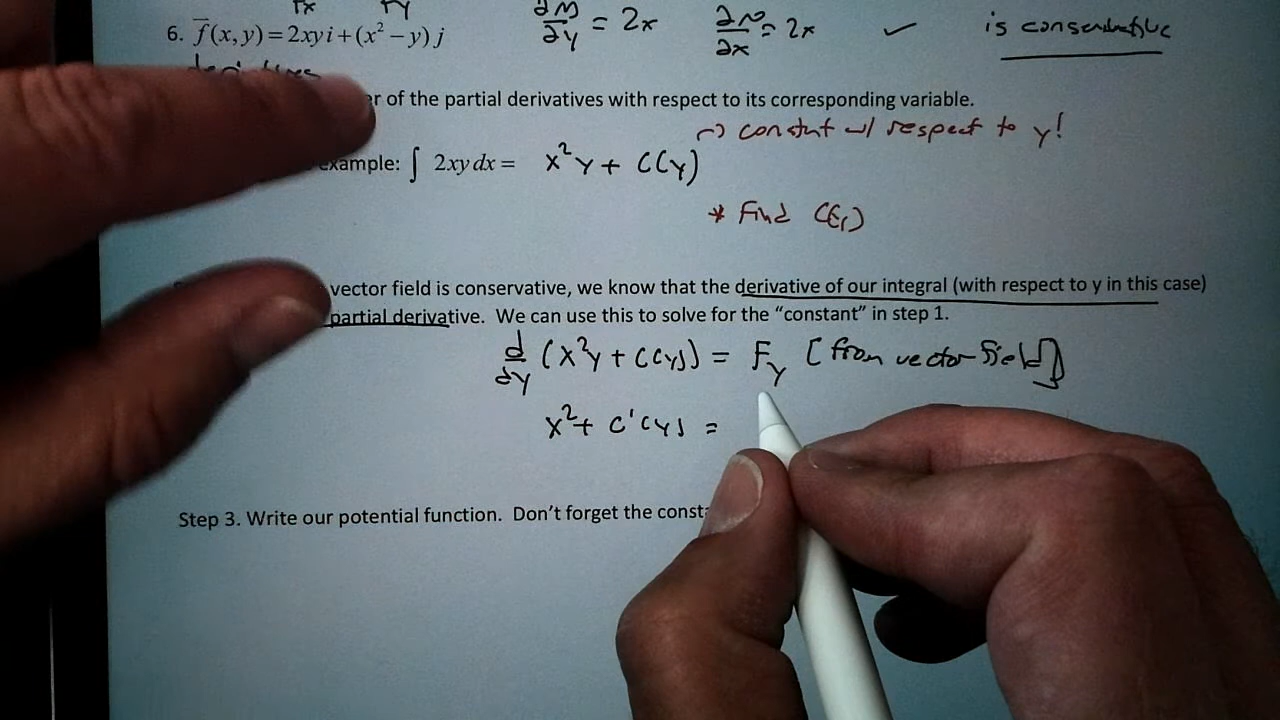 Fx Fy
6. f̅(x, y) = 2xy i + (x² − y) j ∂M/∂y = 2x ∂N/∂x = 2x ✓ is conservative
of the partial derivatives with respect to its corresponding variable.
→ constant w/ respect to y!
example: ∫ 2xy dx = x²y + C(y)
* Find C(y)
vector field is conservative, we know that the derivative of our integral (with respect to y in this case)
partial derivative. We can use this to solve for the “constant” in step 1.
d/dy (x²y + C(y)) = Fy [from vector field]
x² + C'(y) =
Step 3. Write our potential function. Don’t forget the